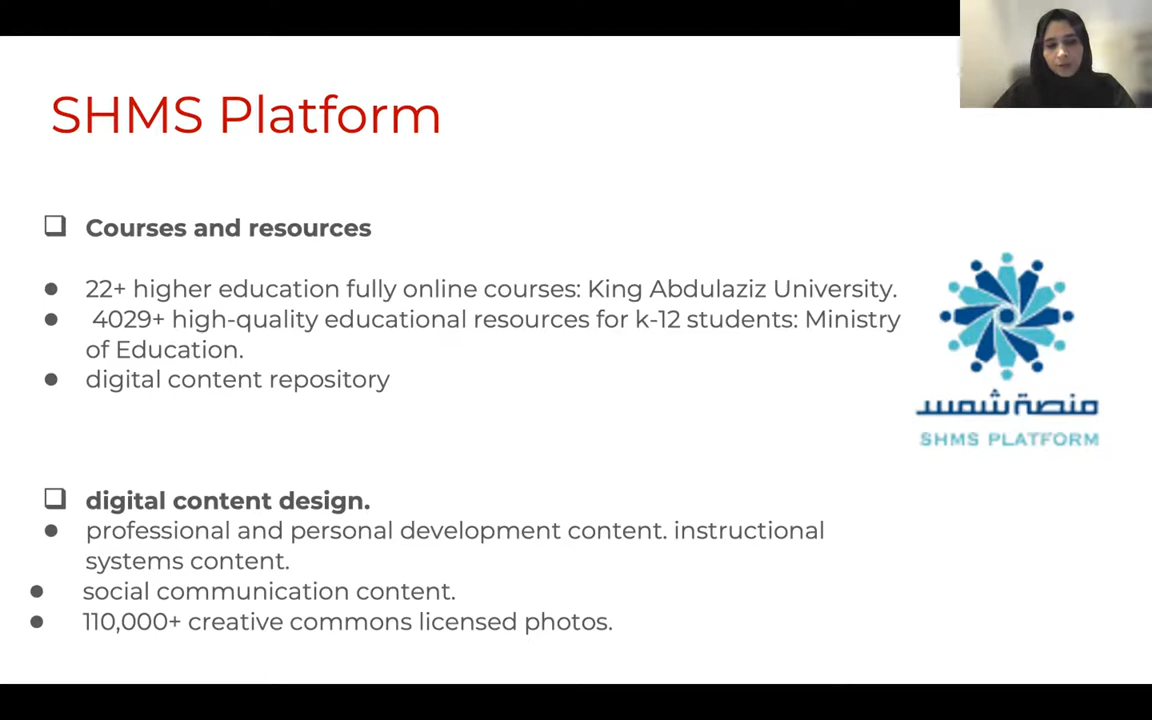 SHMS Platform
Courses and resources
22+ higher education fully online courses: King Abdulaziz University.
4029+ high-quality educational resources for k-12 students: Ministry
of Education.
digital content repository
منصة شمس
SHMS PLATFORM
digital content design.
professional and personal development content. instructional
systems content.
social communication content.
110,000+ creative commons licensed photos.